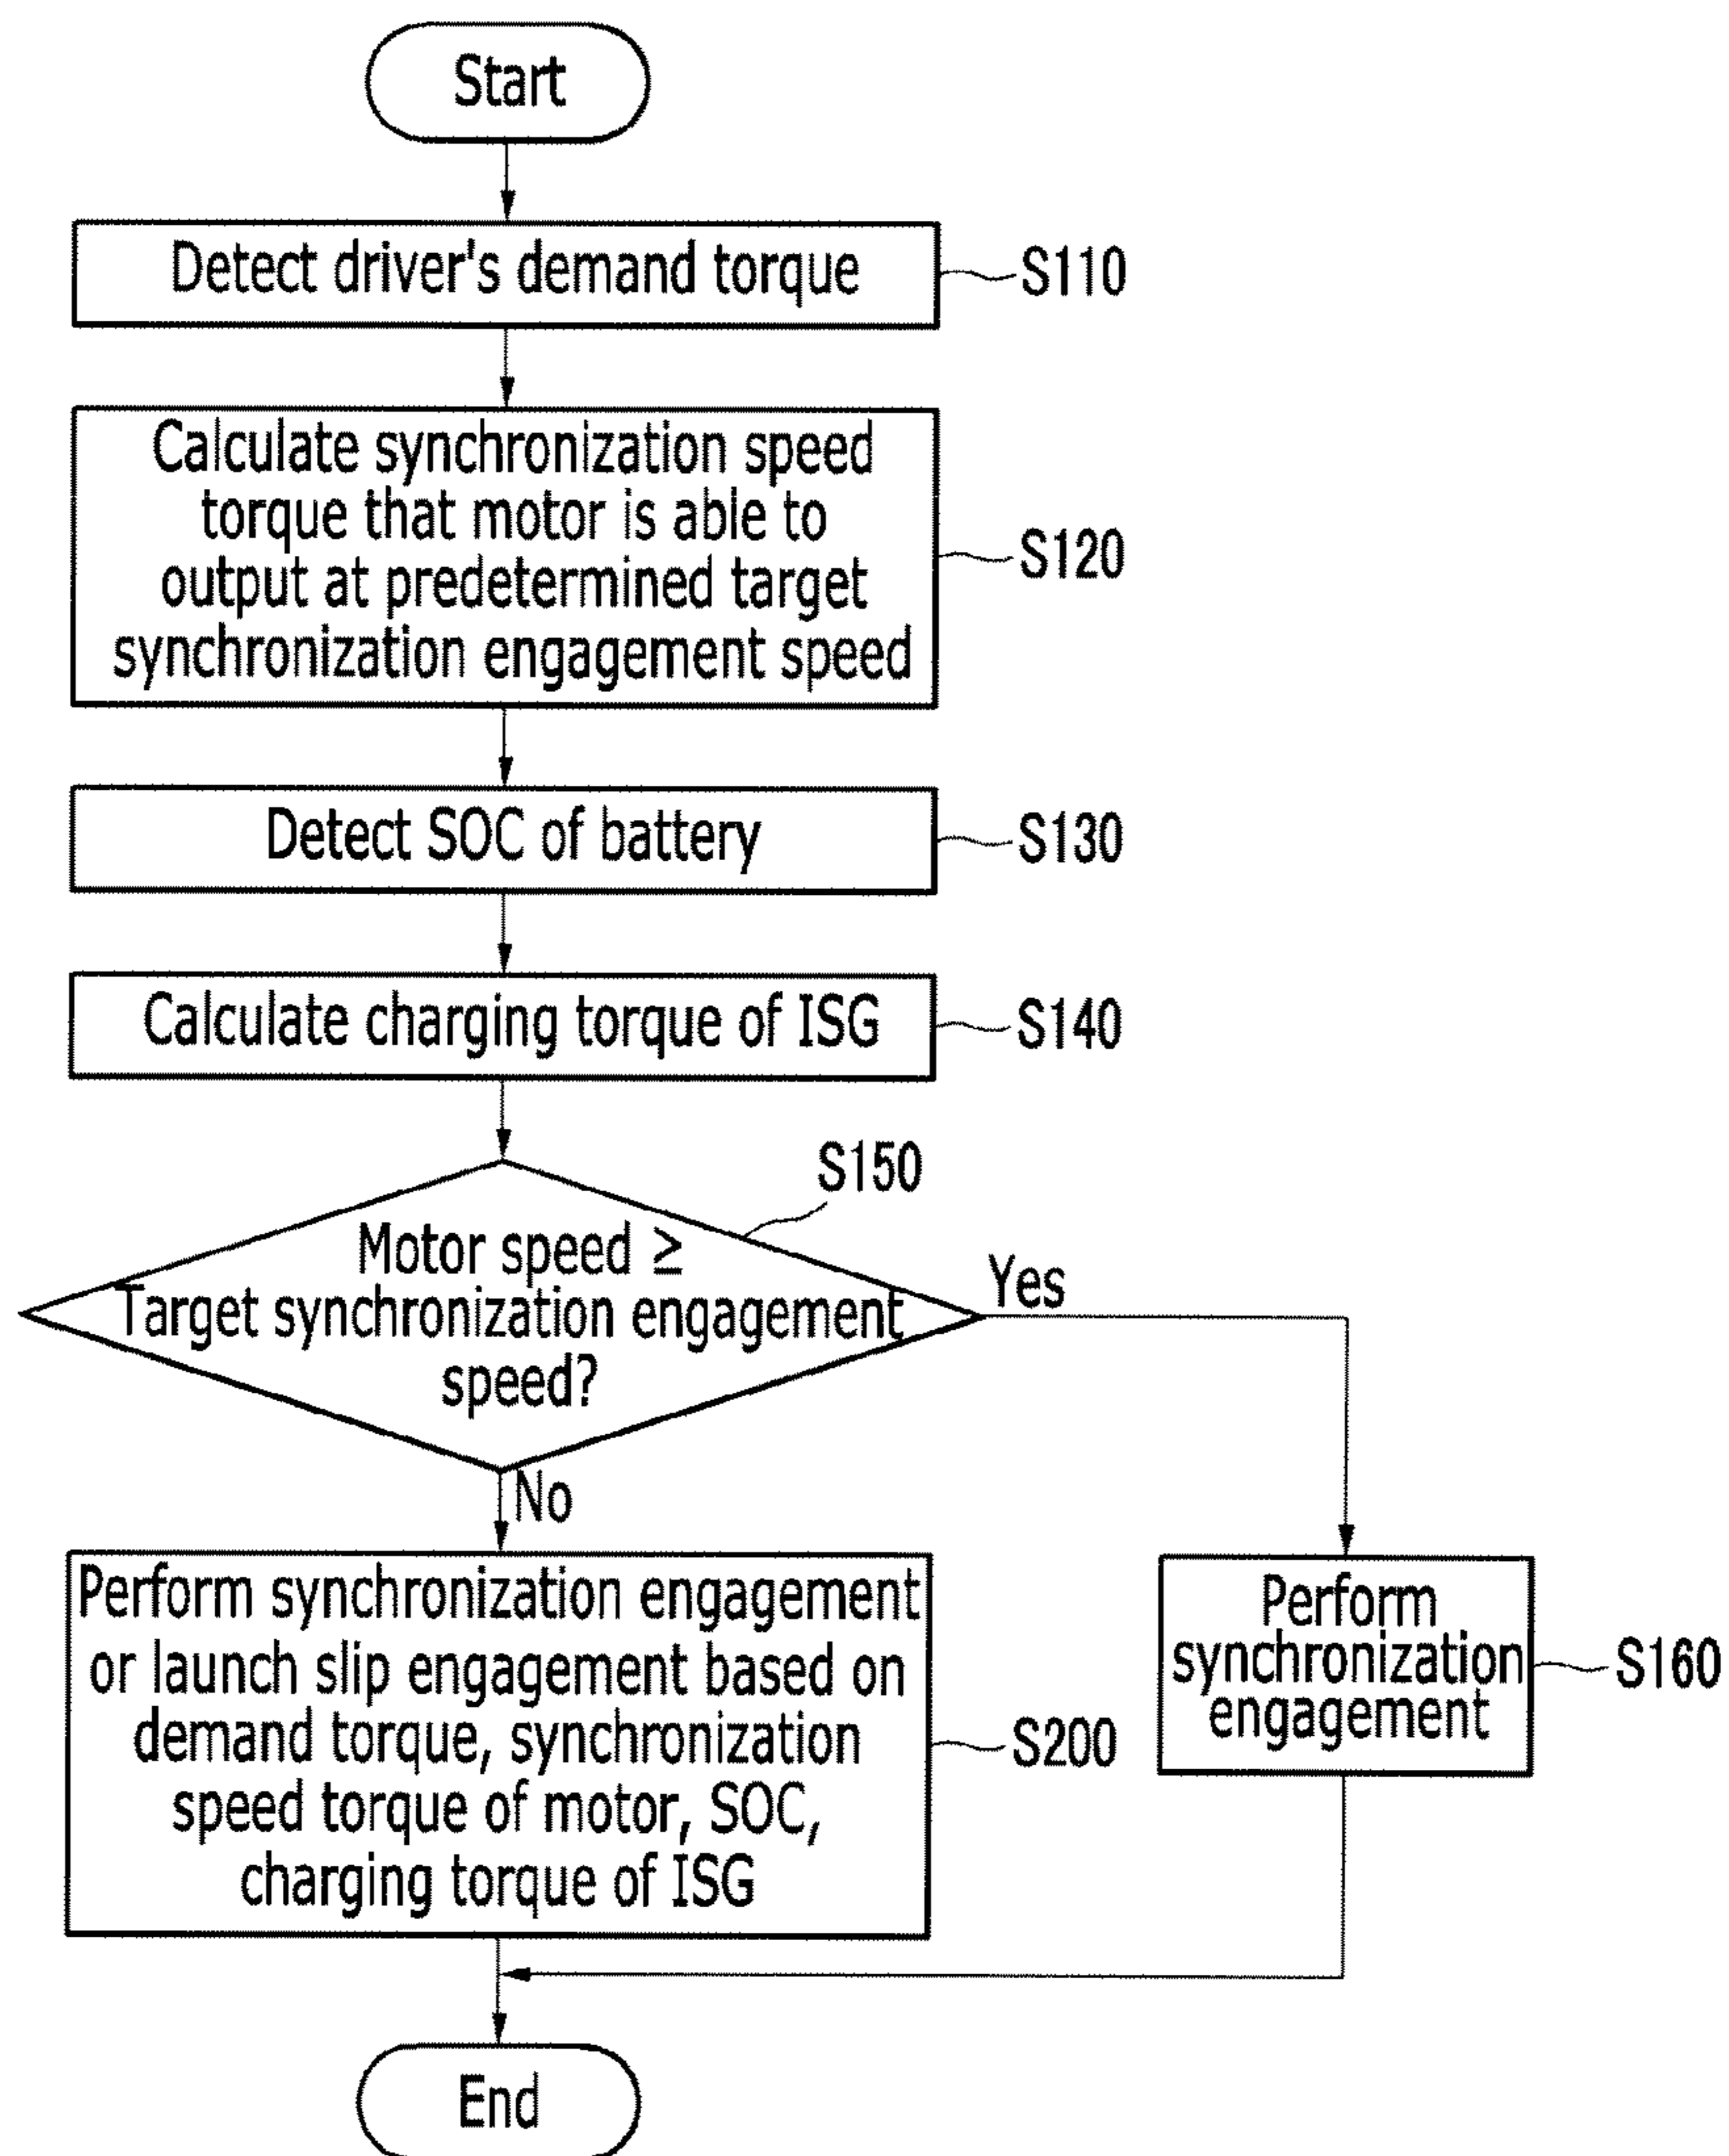 Start
Detect driver's demand torque
S110
Calculate synchronization speed
torque that motor is able to
output at predetermined target
synchronization engagement speed
S120
Detect SOC of battery
S130
Calculate charging torque of ISG
S140
S150
Motor speed ≥
Target synchronization engagement
speed?
Yes
No
Perform synchronization engagement
or launch slip engagement based on
demand torque, synchronization
speed torque of motor, SOC,
charging torque of ISG
S200
Perform
synchronization
engagement
S160
End